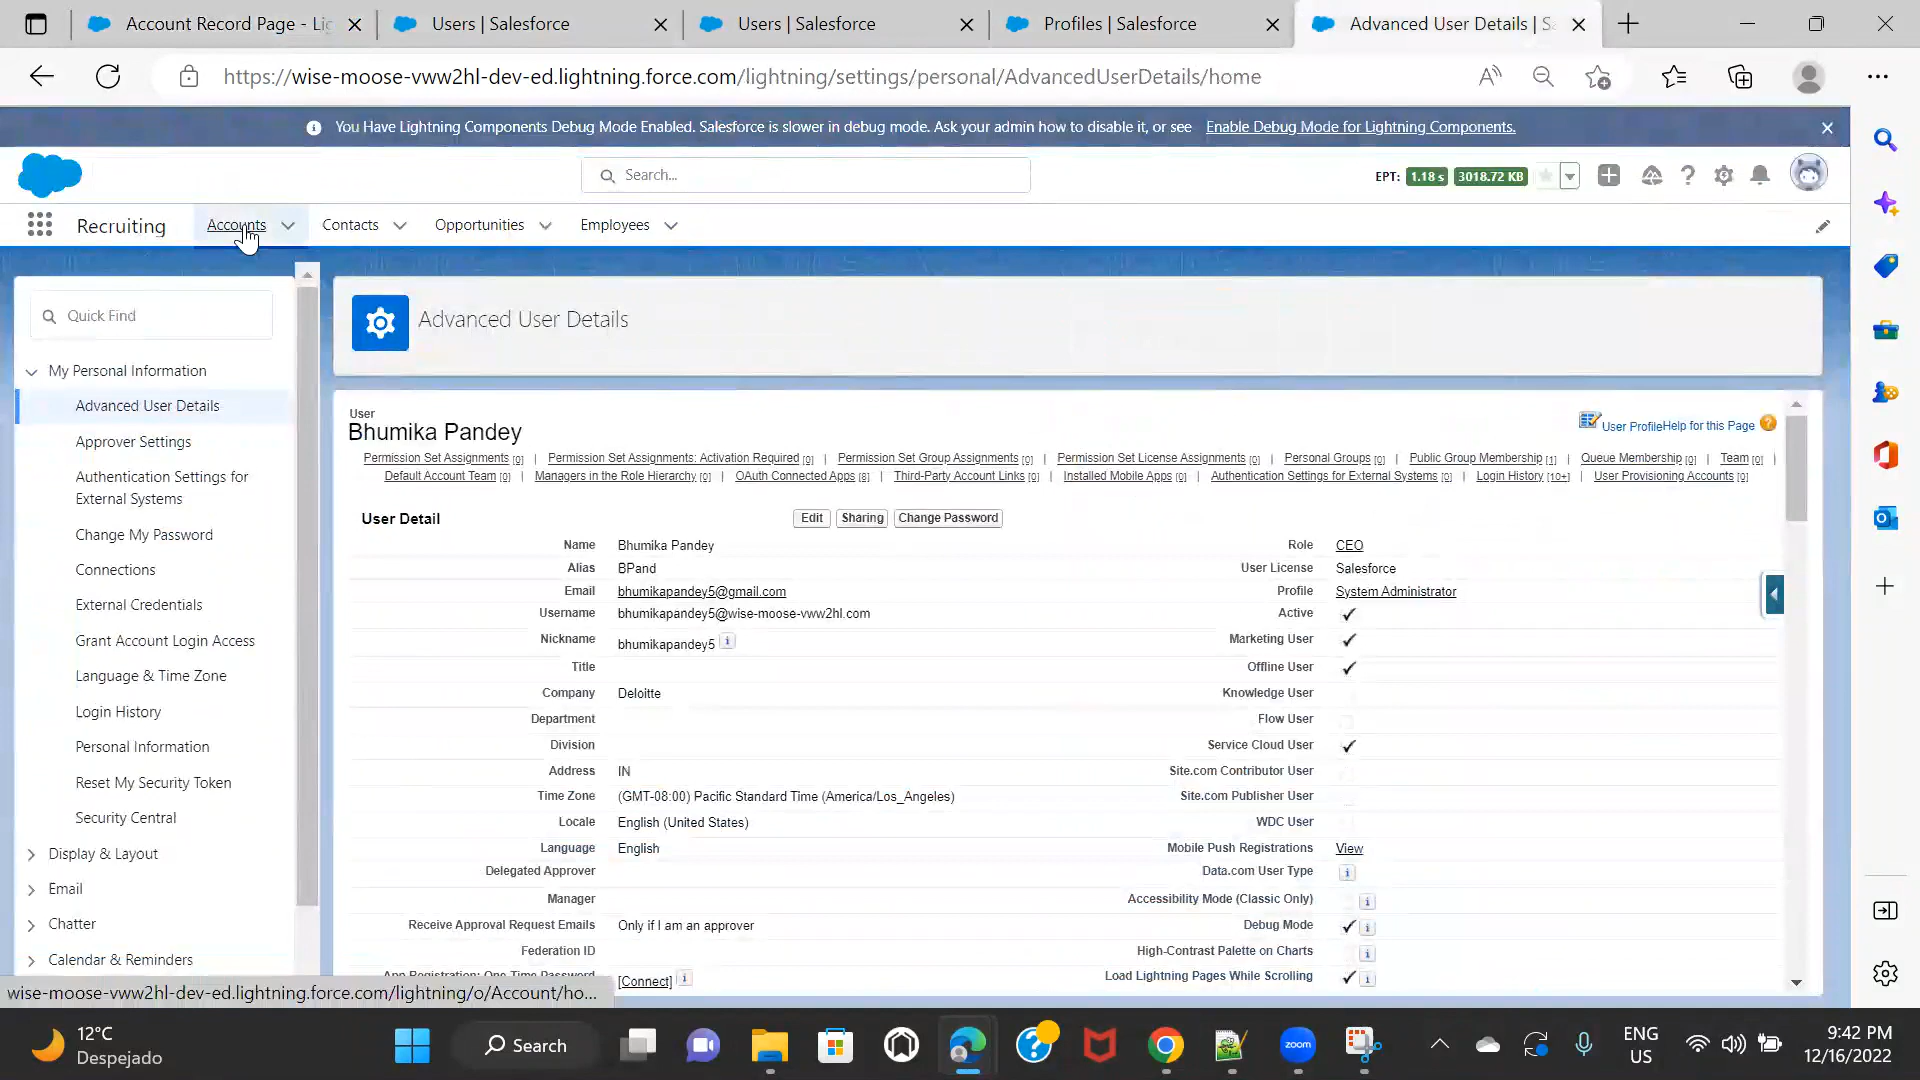 Account Record Page - Lig
Users | Salesforce
Users | Salesforce
Profiles | Salesforce
Advanced User Details | Sa
https://wise-moose-vww2hl-dev-ed.lightning.force.com/lightning/settings/personal/AdvancedUserDetails/home
You Have Lightning Components Debug Mode Enabled. Salesforce is slower in debug mode. Ask your admin how to disable it, or see Enable Debug Mode for Lightning Components.
Search...
EPT: 1.18 s 3018.72 KB
Recruiting Accounts Contacts Opportunities Employees
Quick Find
My Personal Information
Advanced User Details
Approver Settings
Authentication Settings for
External Systems
Change My Password
Connections
External Credentials
Grant Account Login Access
Language & Time Zone
Login History
Personal Information
Reset My Security Token
Security Central
Display & Layout
Email
Chatter
Calendar & Reminders
Advanced User Details
User
Bhumika Pandey
User Profile Help for this Page
Permission Set Assignments [0] | Permission Set Assignments: Activation Required [0] | Permission Set Group Assignments [0] | Permission Set License Assignments [0] | Personal Groups [0] | Public Group Membership [1] | Queue Membership [0] | Team [0] |
Default Account Team [0] | Managers in the Role Hierarchy [0] | OAuth Connected Apps [8] | Third-Party Account Links [0] | Installed Mobile Apps [0] | Authentication Settings for External Systems [0] | Login History [10+] | User Provisioning Accounts [0]
User Detail Edit Sharing Change Password
Name Bhumika Pandey Role CEO
Alias BPand User License Salesforce
Email bhumikapandey5@gmail.com Profile System Administrator
Username bhumikapandey5@wise-moose-vww2hl.com Active
Nickname bhumikapandey5 Marketing User
Title Offline User
Company Deloitte Knowledge User
Department Flow User
Division Service Cloud User
Address IN Site.com Contributor User
Time Zone (GMT-08:00) Pacific Standard Time (America/Los_Angeles) Site.com Publisher User
Locale English (United States) WDC User
Language English Mobile Push Registrations View
Delegated Approver Data.com User Type
Manager Accessibility Mode (Classic Only)
Receive Approval Request Emails Only if I am an approver Debug Mode
Federation ID High-Contrast Palette on Charts
App Registration: One-Time Password [Connect] Load Lightning Pages While Scrolling
wise-moose-vww2hl-dev-ed.lightning.force.com/lightning/o/Account/ho...
12°C
Despejado
Search
zoom
ENG
US
9:42 PM
12/16/2022